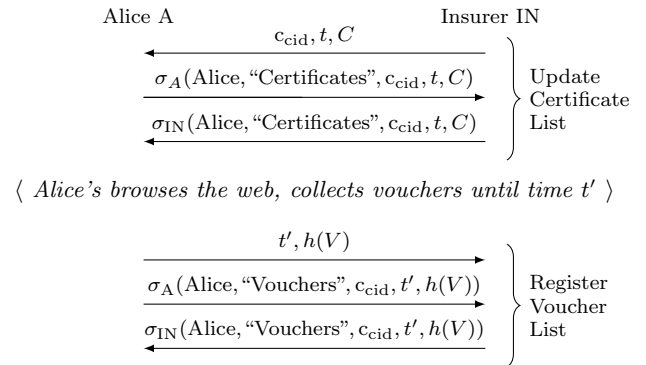 Alice A Insurer IN
c_cid, t, C
σ_A(Alice, “Certificates”, c_cid, t, C) Update
Certificate
σ_IN(Alice, “Certificates”, c_cid, t, C) List
⟨ Alice's browses the web, collects vouchers until time t′ ⟩
t′, h(V)
σ_A(Alice, “Vouchers”, c_cid, t′, h(V)) Register
Voucher
σ_IN(Alice, “Vouchers”, c_cid, t′, h(V)) List